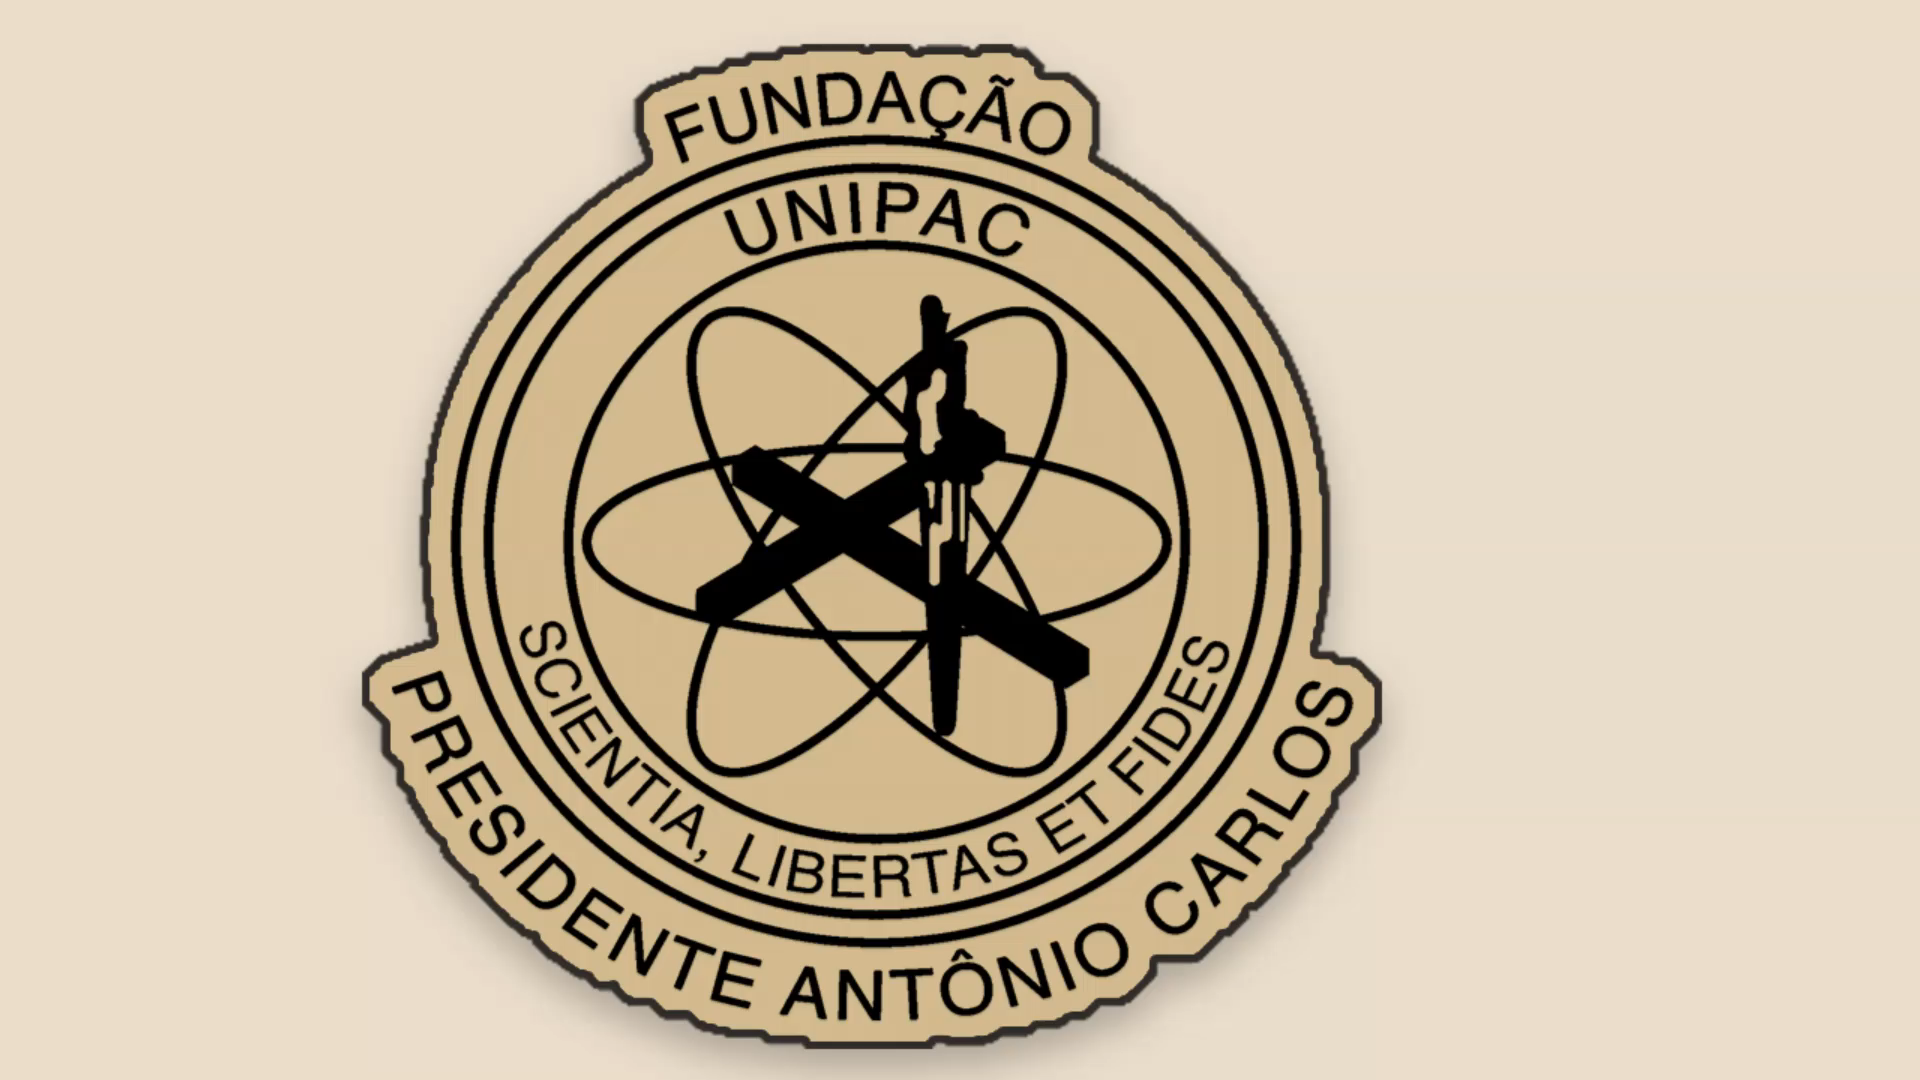 FUNDAÇÃO
UNIPAC
SCIENTIA, LIBERTAS ET FIDES
PRESIDENTE ANTÔNIO CARLOS